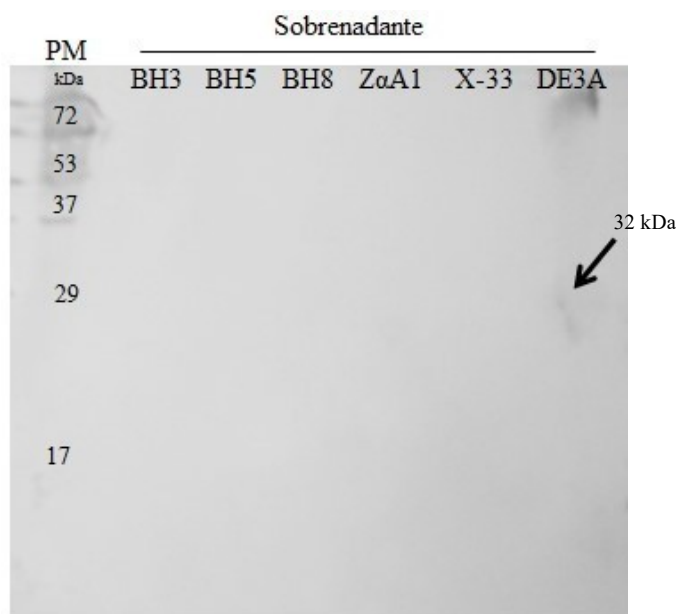 Sobrenadante
PM
kDa
BH3 BH5 BH8 ZαA1 X-33 DE3A
72
53
37
32 kDa
29
17